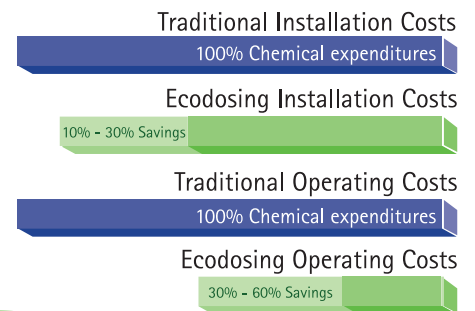 Traditional Installation Costs
100% Chemical expenditures
Ecodosing Installation Costs
10% - 30% Savings
Traditional Operating Costs
100% Chemical expenditures
Ecodosing Operating Costs
30% - 60% Savings